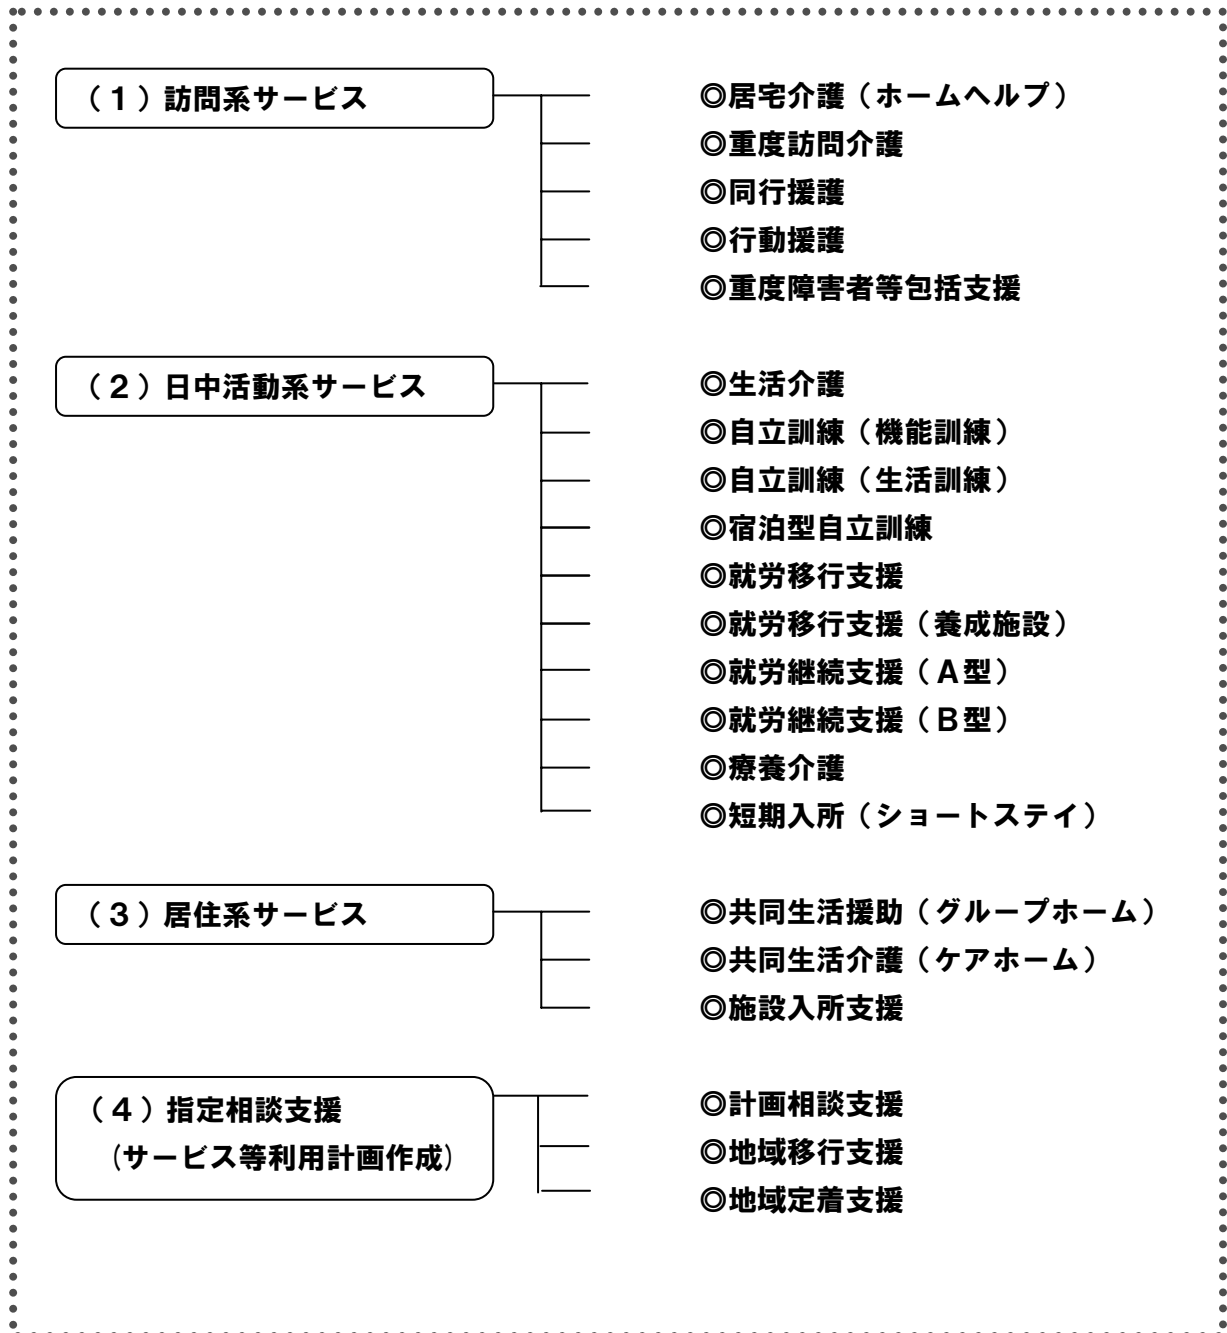 （１）訪問系サービス
◎居宅介護（ホームヘルプ）
◎重度訪問介護
◎同行援護
◎行動援護
◎重度障害者等包括支援
（２）日中活動系サービス
◎生活介護
◎自立訓練（機能訓練）
◎自立訓練（生活訓練）
◎宿泊型自立訓練
◎就労移行支援
◎就労移行支援（養成施設）
◎就労継続支援（Ａ型）
◎就労継続支援（Ｂ型）
◎療養介護
◎短期入所（ショートステイ）
（３）居住系サービス
◎共同生活援助（グループホーム）
◎共同生活介護（ケアホーム）
◎施設入所支援
（４）指定相談支援
（サービス等利用計画作成）
◎計画相談支援
◎地域移行支援
◎地域定着支援